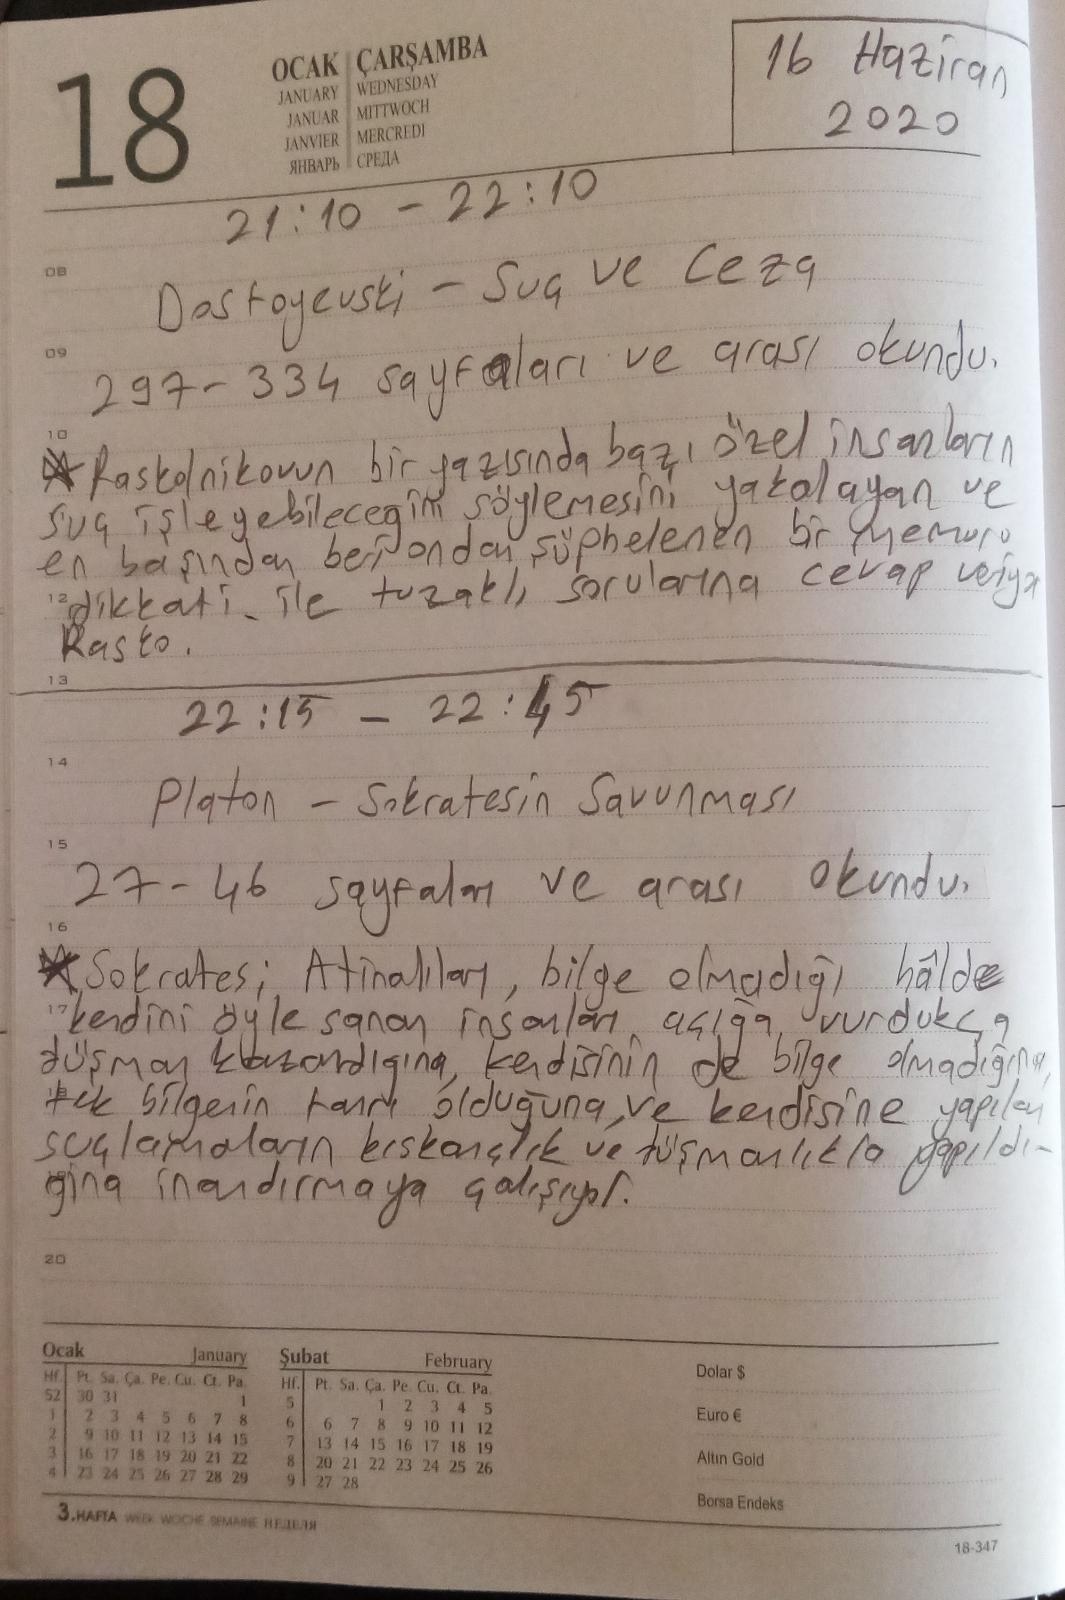 18
OCAK ÇARŞAMBA
JANUARY WEDNESDAY
JANUAR MITTWOCH
JANVIER MERCREDI
ЯНВАРЬ СРЕДА
16 Haziran
2020
21:10 - 22:10
08
Dostoyevski - Suç ve Ceza
09
297-334 sayfaları ve arası okundu.
10
Raskolnikovun bir yazısında bazı özel insanların
suç işleyebileceğini söylemesini yakalayan ve
en başından beri ondan şüphelenen bir memuru
12
dikkati ile tuzaklı sorularına cevap veriyo
Rasko.
13
22:15 - 22:45
14
Platon - Sokratesin Savunması
15
27-46 sayfaları ve arası okundu.
16
Sokrates; Atinalıları, bilge olmadığı hâlde
17 kendini öyle sanan insanları açığa vurdukça
düşman kazandığına, kendisinin de bilge olmadığına,
tek bilgenin tanrı olduğuna, ve kendisine yapılan
suçlamaların kıskançlık ve düşmanlıkla yapıldı-
ğına inandırmaya çalışıyor.
20
Ocak January
Hf. Pt. Sa. Ça. Pe. Cu. Ct. Pa.
52 30 31 1
1 2 3 4 5 6 7 8
2 9 10 11 12 13 14 15
3 16 17 18 19 20 21 22
4 23 24 25 26 27 28 29
Şubat February
Hf. Pt. Sa. Ça. Pe. Cu. Ct. Pa.
5 1 2 3 4 5
6 6 7 8 9 10 11 12
7 13 14 15 16 17 18 19
8 20 21 22 23 24 25 26
9 27 28
Dolar $
Euro €
Altın Gold
Borsa Endeks
3.HAFTA WEEK WOCHE SEMAINE НЕДЕЛЯ
18-347